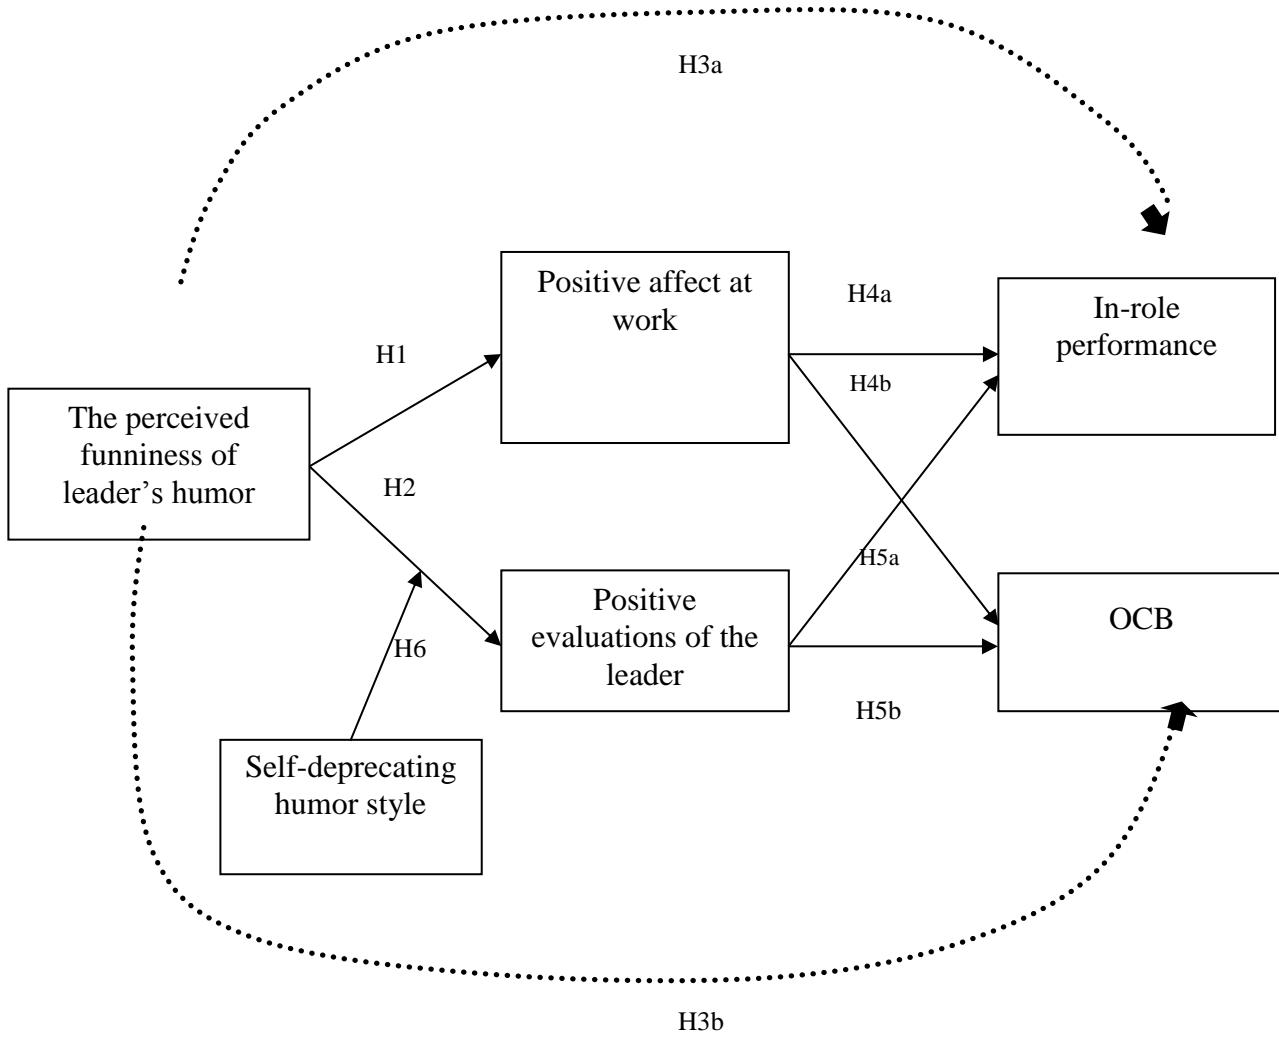 H3a
Positive affect at
work
H4a
In-role
performance
H1
H4b
The perceived
funniness of
leader’s humor
H2
H5a
Positive
evaluations of the
leader
OCB
H6
H5b
Self-deprecating
humor style
H3b